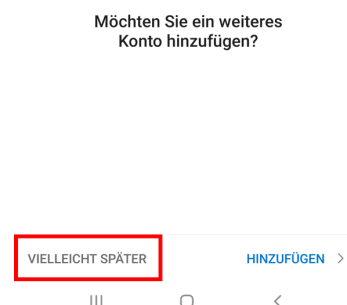 Möchten Sie ein weiteres
Konto hinzufügen?
VIELLEICHT SPÄTER
HINZUFÜGEN